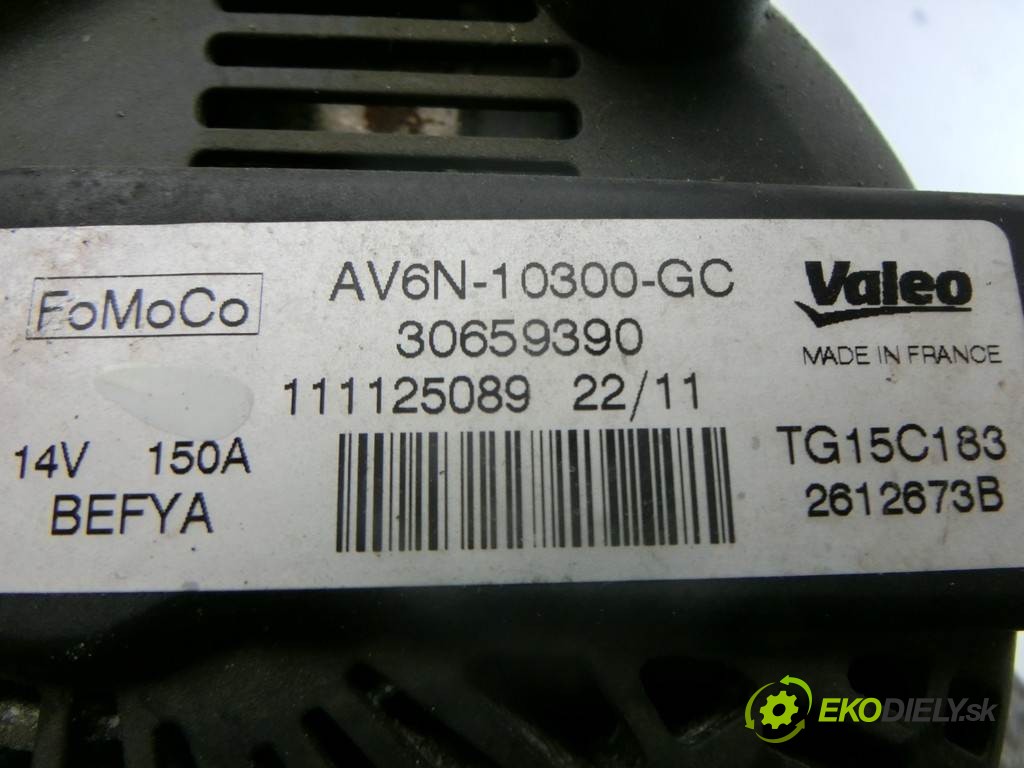 FoMoCo
AV6N-10300-GC
30659390
111125089 22/11
14V 150A
BEFYA
Valeo
MADE IN FRANCE
TG15C183
2612673B
EKODIELY.sk